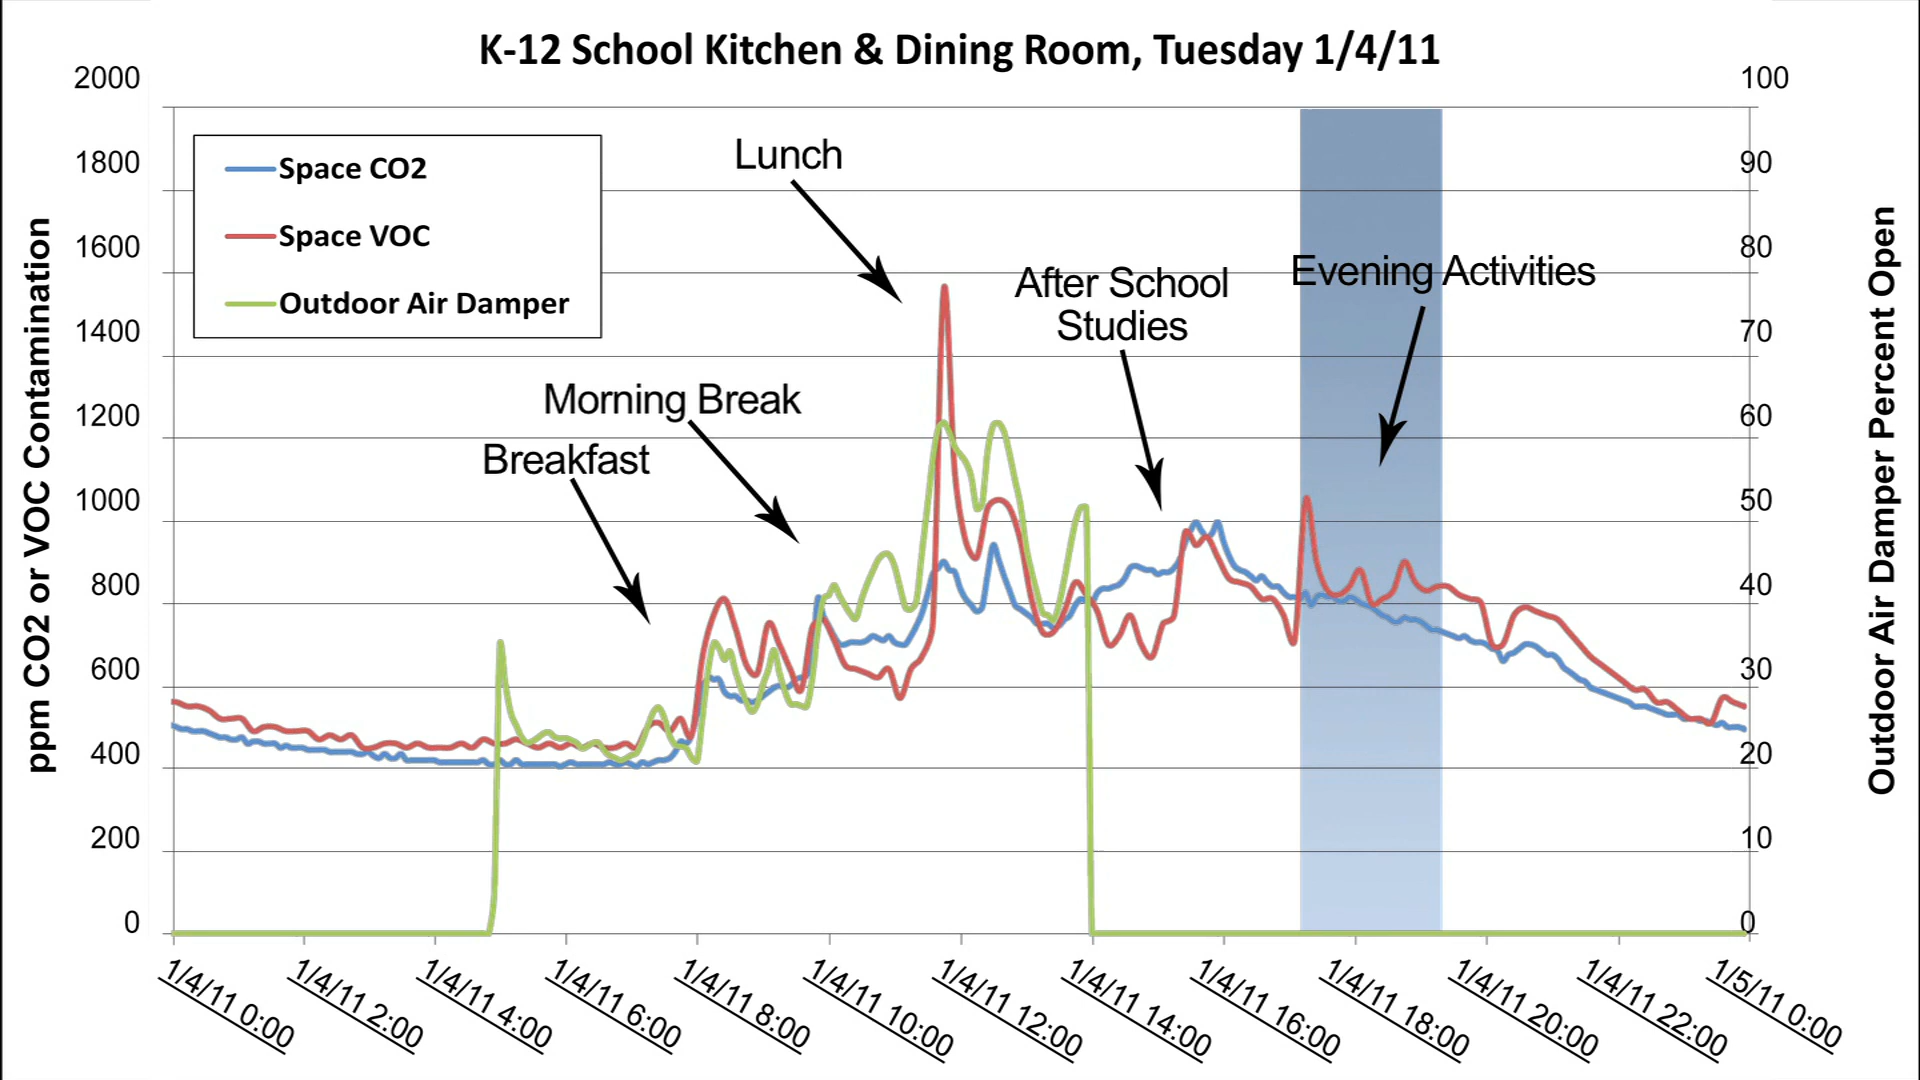 K-12 School Kitchen & Dining Room, Tuesday 1/4/11
2000
1800
1600
1400
1200
1000
800
600
400
200
0
ppm CO2 or VOC Contamination
Space CO2
Space VOC
Outdoor Air Damper
Breakfast
Morning Break
Lunch
After School
Studies
Evening Activities
100
90
80
70
60
50
40
30
20
10
0
Outdoor Air Damper Percent Open
1/4/11 0:00
1/4/11 2:00
1/4/11 4:00
1/4/11 6:00
1/4/11 8:00
1/4/11 10:00
1/4/11 12:00
1/4/11 14:00
1/4/11 16:00
1/4/11 18:00
1/4/11 20:00
1/4/11 22:00
1/5/11 0:00